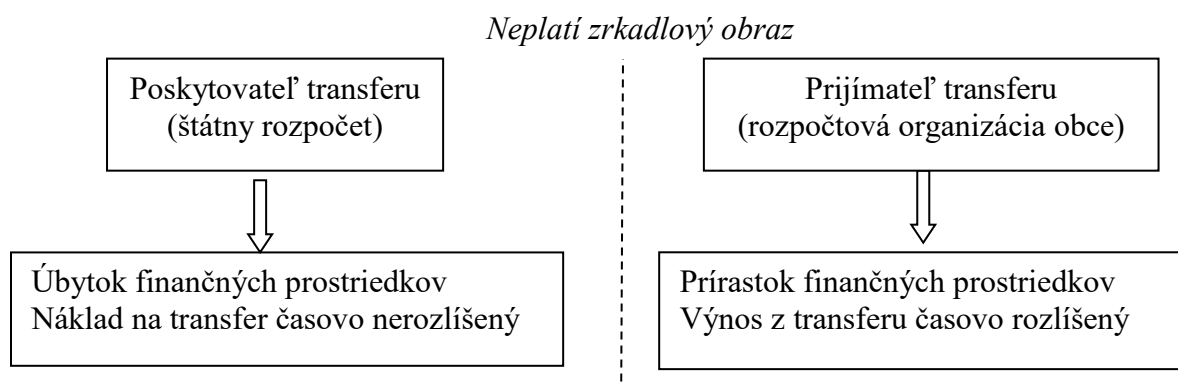 Neplatí zrkadlový obraz
Poskytovateľ transferu
(štátny rozpočet)
Prijímateľ transferu
(rozpočtová organizácia obce)
Úbytok finančných prostriedkov
Náklad na transfer časovo nerozlíšený
Prírastok finančných prostriedkov
Výnos z transferu časovo rozlíšený